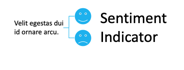 Velit egestas dui
id ornare arcu.
Sentiment
Indicator